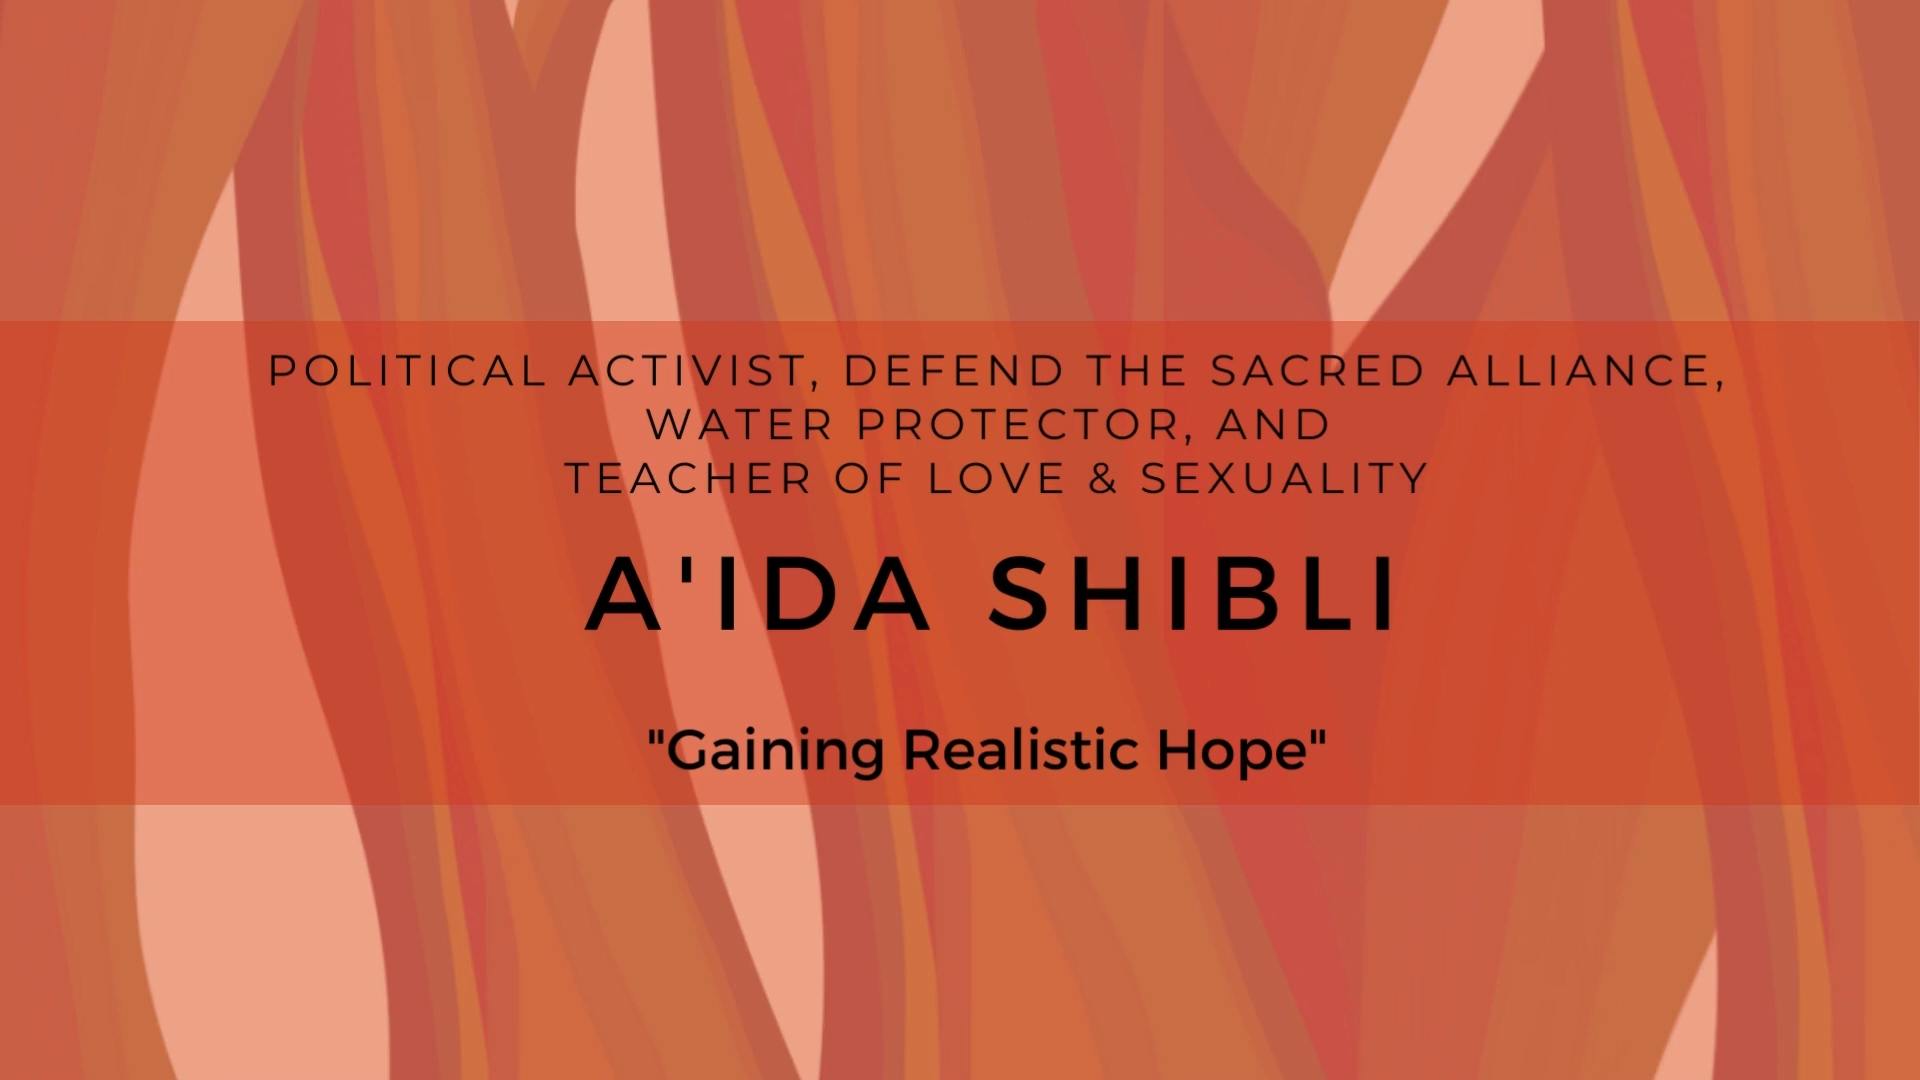 POLITICAL ACTIVIST, DEFEND THE SACRED ALLIANCE,
WATER PROTECTOR, AND
TEACHER OF LOVE & SEXUALITY
A'IDA SHIBLI
"Gaining Realistic Hope"